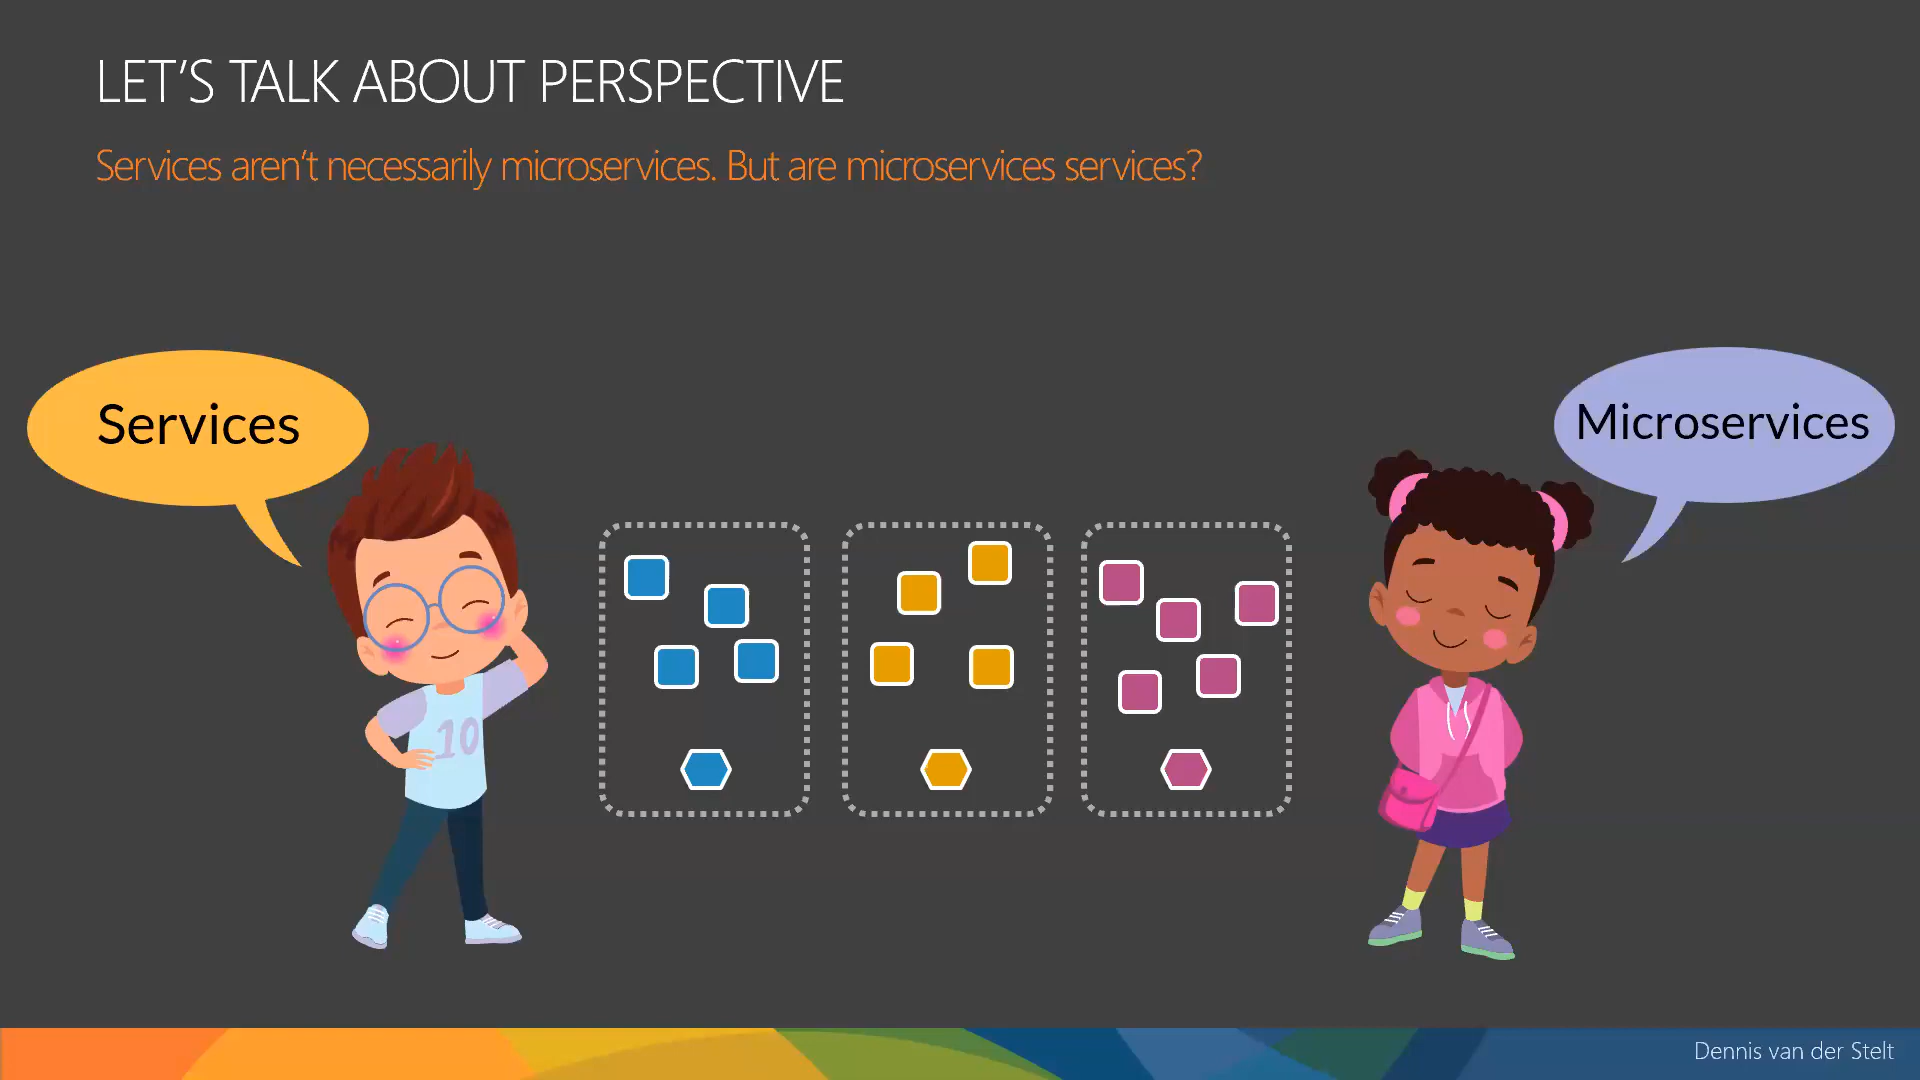 LET’S TALK ABOUT PERSPECTIVE
Services aren’t necessarily microservices. But are microservices services?
Services
Microservices
10
Dennis van der Stelt